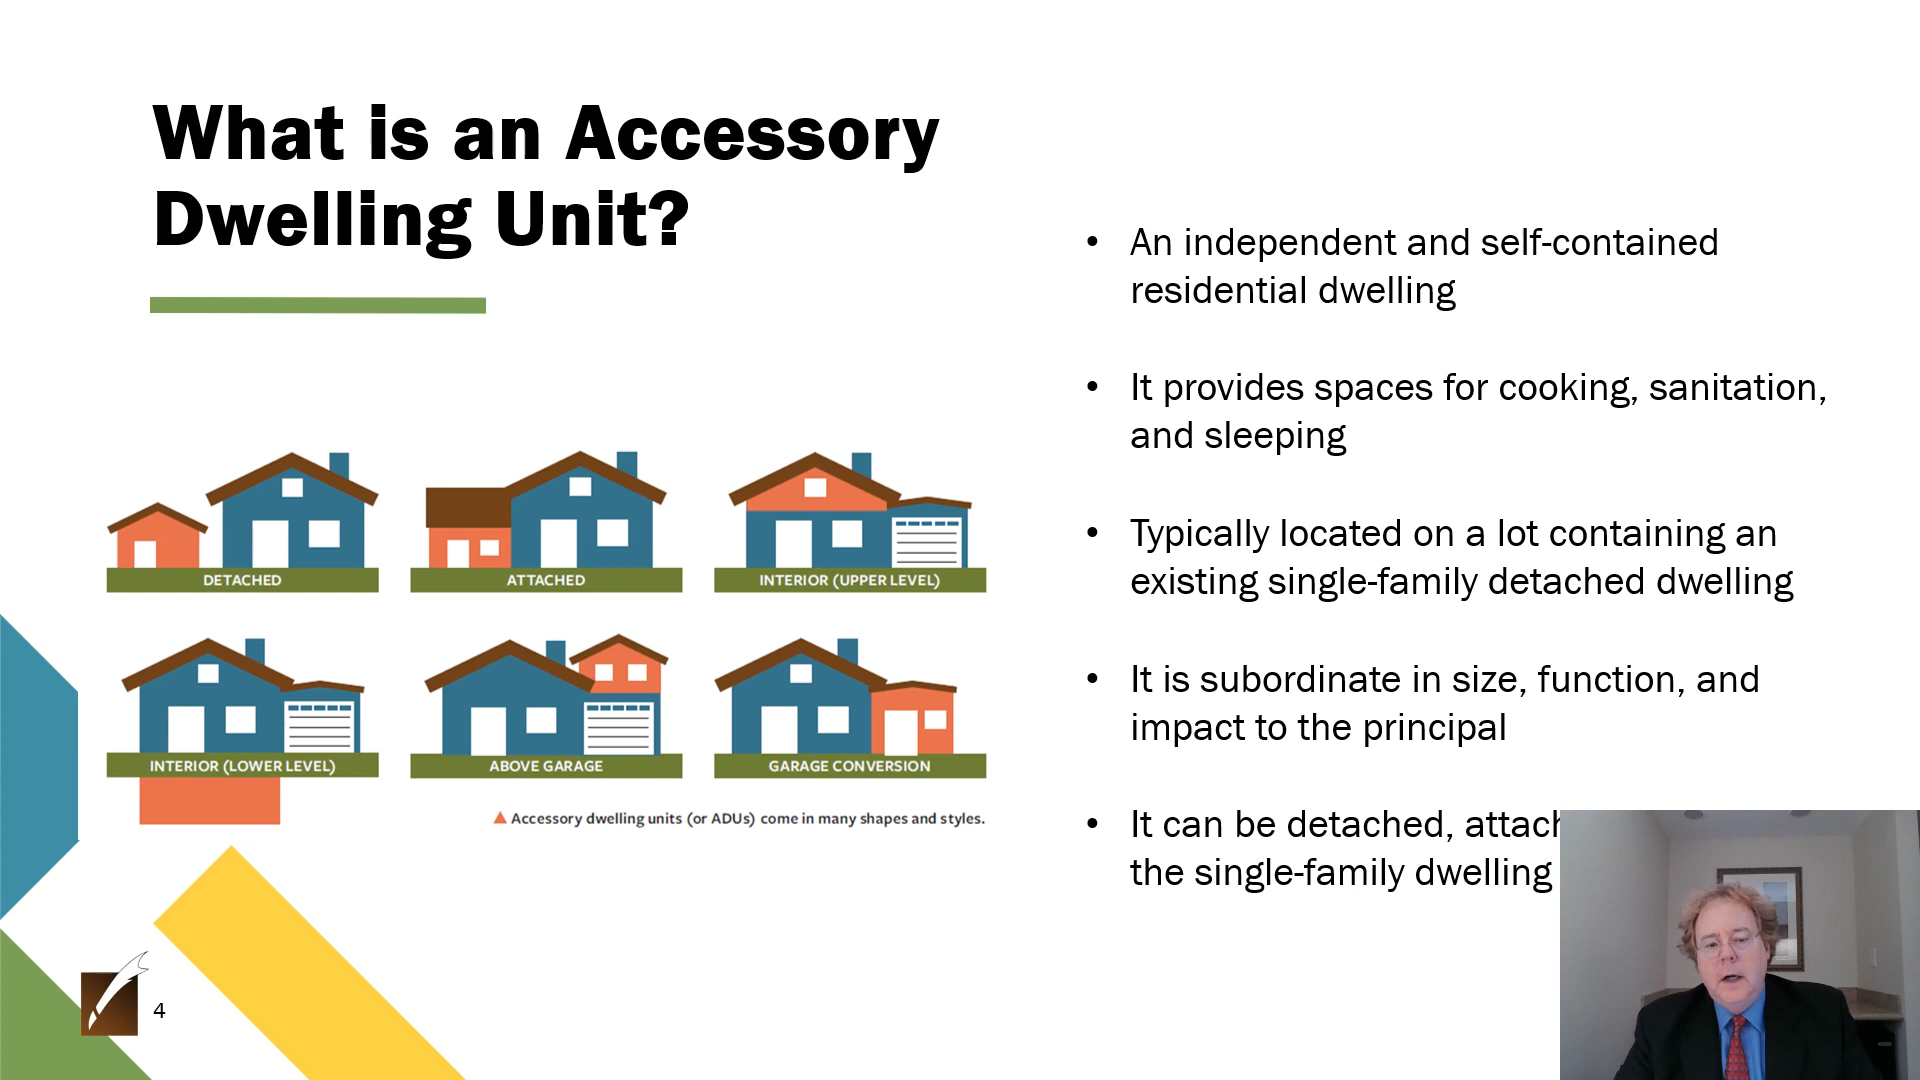 What is an Accessory
Dwelling Unit?
DETACHED
ATTACHED
INTERIOR (UPPER LEVEL)
INTERIOR (LOWER LEVEL)
ABOVE GARAGE
GARAGE CONVERSION
Accessory dwelling units (or ADUs) come in many shapes and styles.
• An independent and self-contained
residential dwelling
• It provides spaces for cooking, sanitation,
and sleeping
• Typically located on a lot containing an
existing single-family detached dwelling
• It is subordinate in size, function, and
impact to the principal
• It can be detached,
the single-family dwelling
4